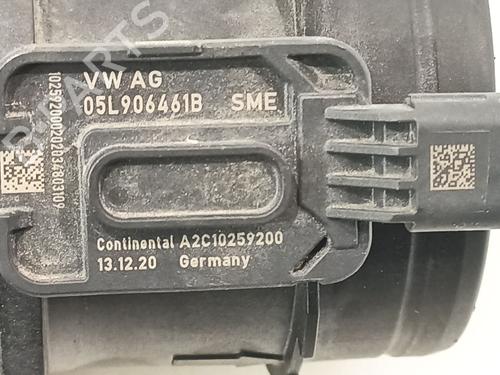 VW AG
05L906461B SME
Continental A2C10259200
13.12.20 Germany